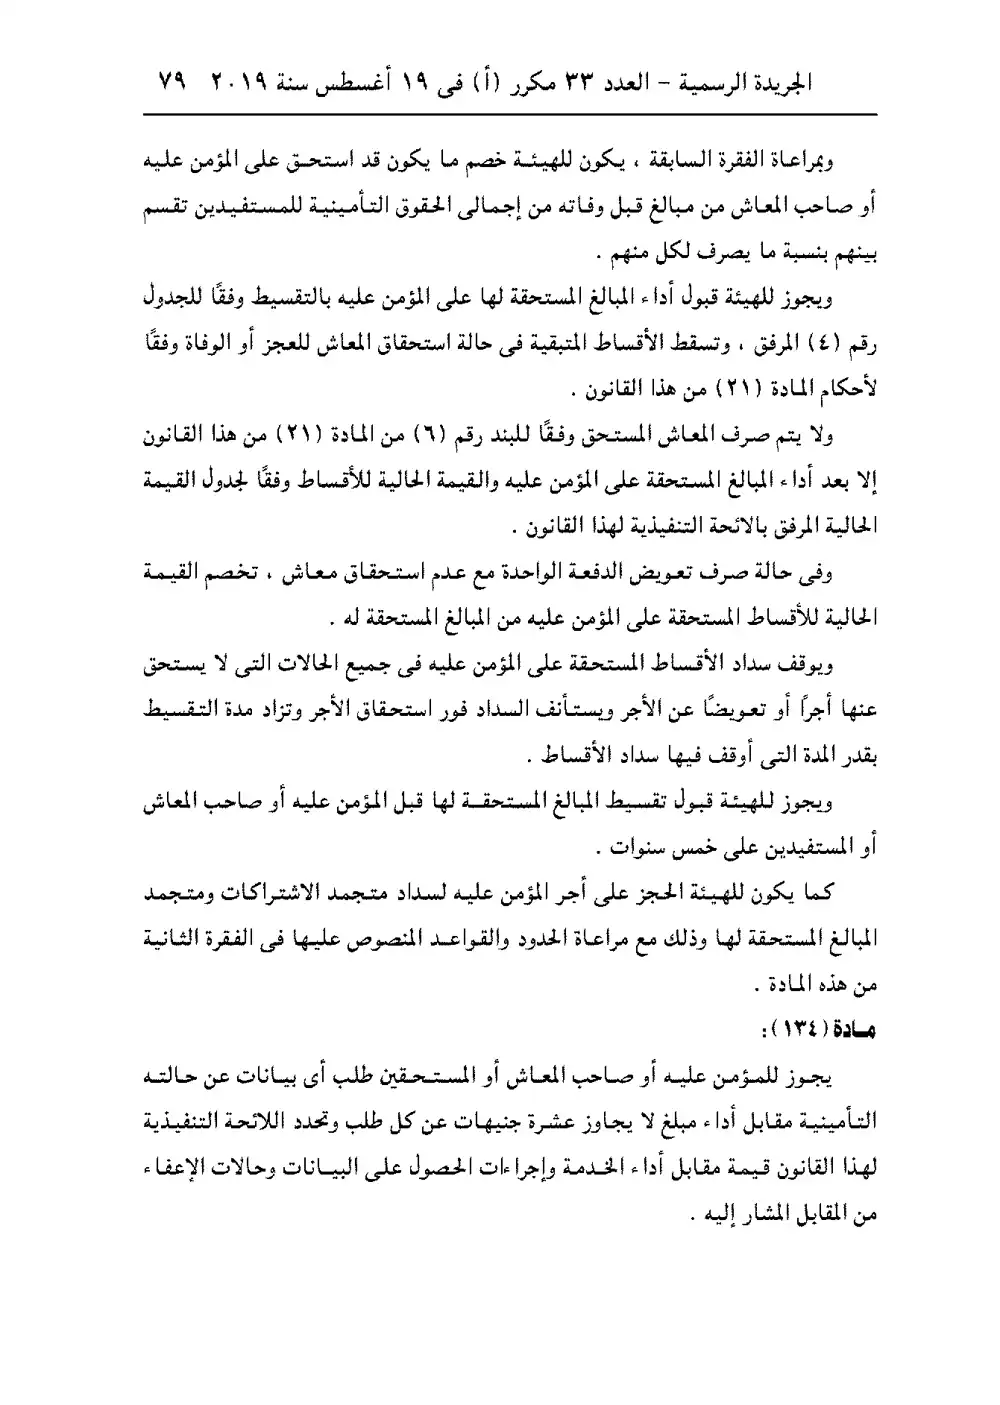 الجريدة الرسمية - العدد ٣٣ مكرر (أ) فى ١٩ أغسطس سنة ٢٠١٩ ٧٩
وبمراعاة الفقرة السابقة ، يكون للهيئة خصم ما يكون قد استحق على المؤمن عليه
أو صاحب المعاش من مبالغ قبل وفاته من إجمالى الحقوق التأمينية للمستفيدين تقسم
بينهم بنسبة ما يصرف لكل منهم .
ويجوز للهيئة قبول أداء المبالغ المستحقة لها على المؤمن عليه بالتقسيط وفقًا للجدول
رقم (٤) المرفق ، وتسقط الأقساط المتبقية فى حالة استحقاق المعاش للعجز أو الوفاة وفقًا
لأحكام المادة (٢١) من هذا القانون .
ولا يتم صرف المعاش المستحق وفقًا للبند رقم (٦) من المادة (٢١) من هذا القانون
إلا بعد أداء المبالغ المستحقة على المؤمن عليه والقيمة الحالية للأقساط وفقًا لجدول القيمة
الحالية المرفق بالائحة التنفيذية لهذا القانون .
وفى حالة صرف تعويض الدفعة الواحدة مع عدم استحقاق معاش ، تخصم القيمة
الحالية للأقساط المستحقة على المؤمن عليه من المبالغ المستحقة له .
ويوقف سداد الأقساط المستحقة على المؤمن عليه فى جميع الحالات التى لا يستحق
عنها أجراً أو تعويضًا عن الأجر ويستأنف السداد فور استحقاق الأجر وتزاد مدة التقسيط
بقدر المدة التى أوقف فيها سداد الأقساط .
ويجوز للهيئة قبول تقسيط المبالغ المستحقة لها قبل المؤمن عليه أو صاحب المعاش
أو المستفيدين على خمس سنوات .
كما يكون للهيئة الحجز على أجر المؤمن عليه لسداد متجمد الاشتراكات ومتجمد
المبالغ المستحقة لها وذلك مع مراعاة الحدود والقواعد المنصوص عليها فى الفقرة الثانية
من هذه المادة .
مادة (١٣٤) :
يجوز للمؤمن عليه أو صاحب المعاش أو المستحقين طلب أى بيانات عن حالته
التأمينية مقابل أداء مبلغ لا يجاوز عشرة جنيهات عن كل طلب وتحدد اللائحة التنفيذية
لهذا القانون قيمة مقابل أداء الخدمة وإجراءات الحصول على البيانات وحالات الإعفاء
من المقابل المشار إليه .